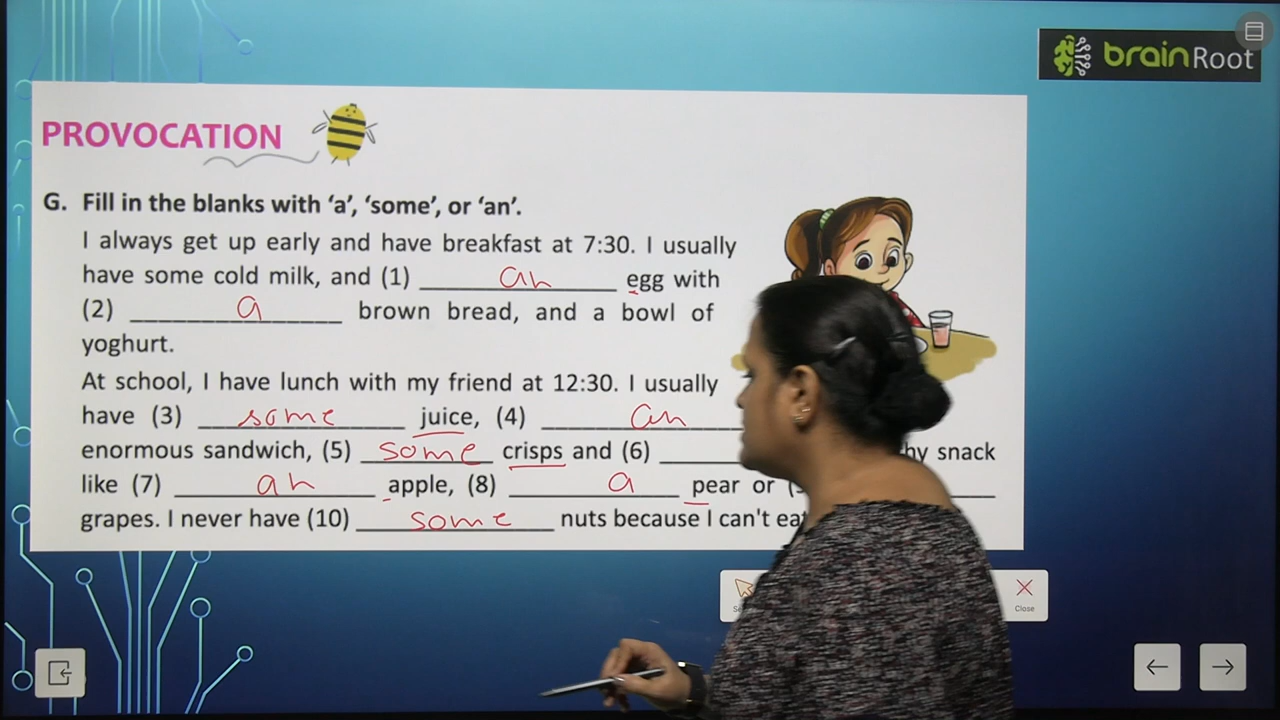 brainRoot
PROVOCATION
G. Fill in the blanks with ‘a’, ‘some’, or ‘an’.
I always get up early and have breakfast at 7:30. I usually
have some cold milk, and (1) an egg with
(2) a brown bread, and a bowl of
yoghurt.
At school, I have lunch with my friend at 12:30. I usually
have (3) some juice, (4) an
enormous sandwich, (5) some crisps and (6) snack
like (7) an apple, (8) a pear or
grapes. I never have (10) some nuts because I can't
Close